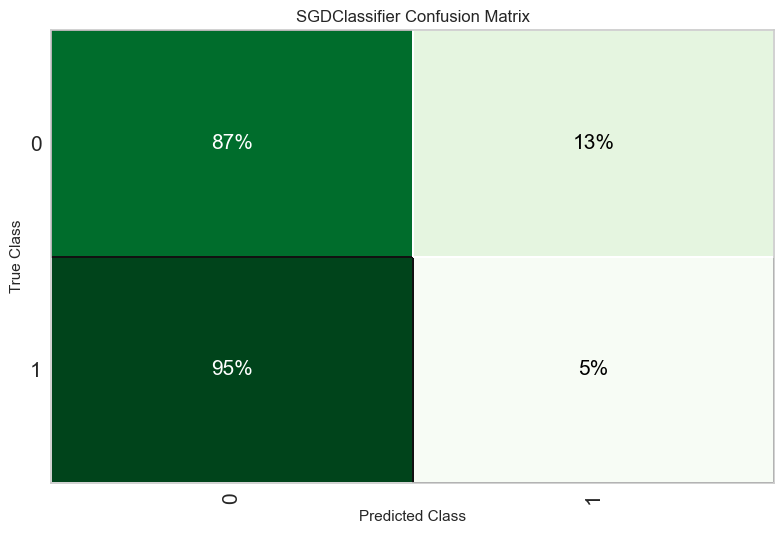 SGDClassifier Confusion Matrix
True Class
0
87%
13%
1
95%
5%
0
1
Predicted Class